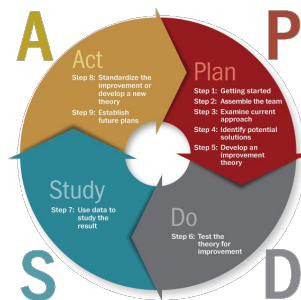 A
P
Act
Step 8: Standardize the
improvement or
develop a new
theory
Step 9: Establish
future plans
Plan
Step 1: Getting started
Step 2: Assemble the team
Step 3: Examine current
approach
Step 4: Identify potential
solutions
Step 5: Develop an
improvement
theory
Study
Step 7: Use data to
study the
result
Do
Step 6: Test the
theory for
improvement
S
D